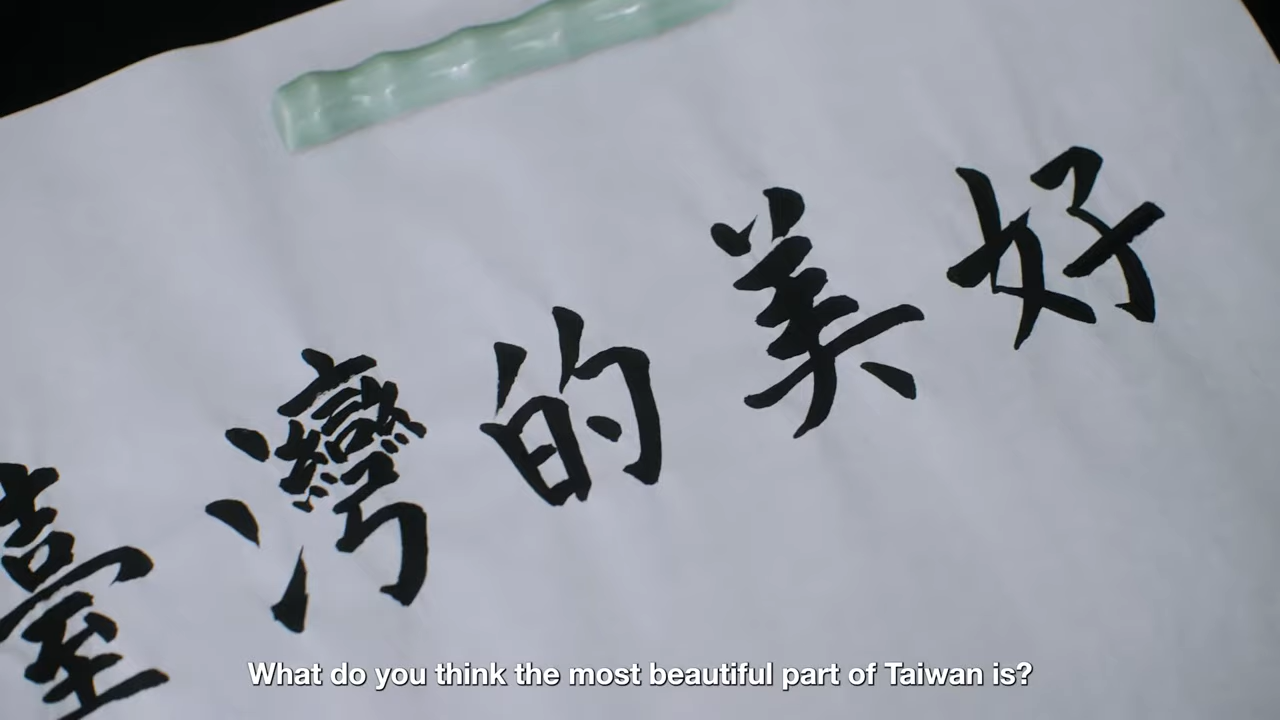 臺灣的美好
What do you think the most beautiful part of Taiwan is?